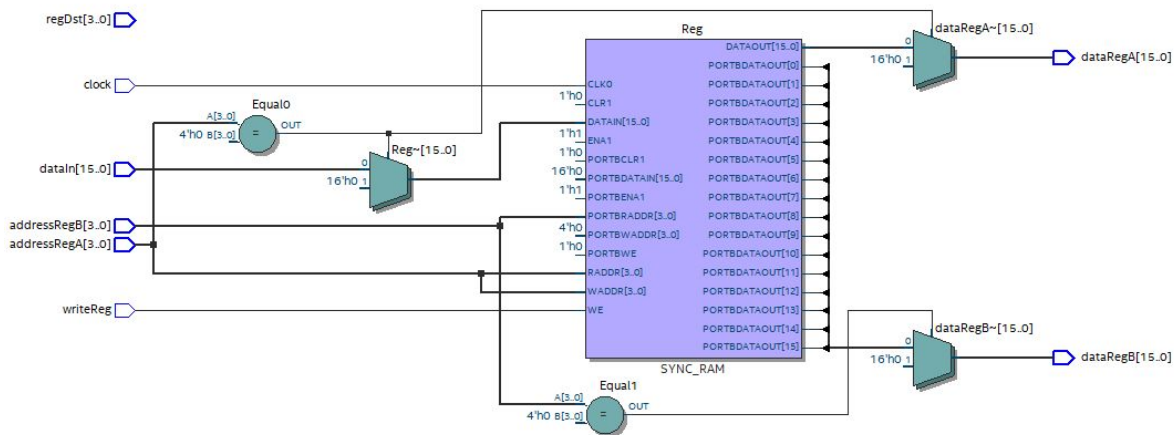 regDst[3..0]
clock
dataIn[15..0]
addressRegB[3..0]
addressRegA[3..0]
writeReg
Equal0
A[3..0]
4'h0 B[3..0]
=
OUT
Reg~[15..0]
0
16'h0 1
Reg
CLK0
1'h0
CLR1
DATAIN[15..0]
1'h1
ENA1
1'h0
PORTBCLR1
16'h0
PORTBDATAIN[15..0]
1'h1
PORTBENA1
PORTBRADDR[3..0]
4'h0
PORTBWADDR[3..0]
1'h0
PORTBWE
RADDR[3..0]
WADDR[3..0]
WE
DATAOUT[15..0]
PORTBDATAOUT[0]
PORTBDATAOUT[1]
PORTBDATAOUT[2]
PORTBDATAOUT[3]
PORTBDATAOUT[4]
PORTBDATAOUT[5]
PORTBDATAOUT[6]
PORTBDATAOUT[7]
PORTBDATAOUT[8]
PORTBDATAOUT[9]
PORTBDATAOUT[10]
PORTBDATAOUT[11]
PORTBDATAOUT[12]
PORTBDATAOUT[13]
PORTBDATAOUT[14]
PORTBDATAOUT[15]
SYNC_RAM
Equal1
A[3..0]
4'h0 B[3..0]
=
OUT
dataRegA~[15..0]
0
16'h0 1
dataRegA[15..0]
dataRegB~[15..0]
0
16'h0 1
dataRegB[15..0]